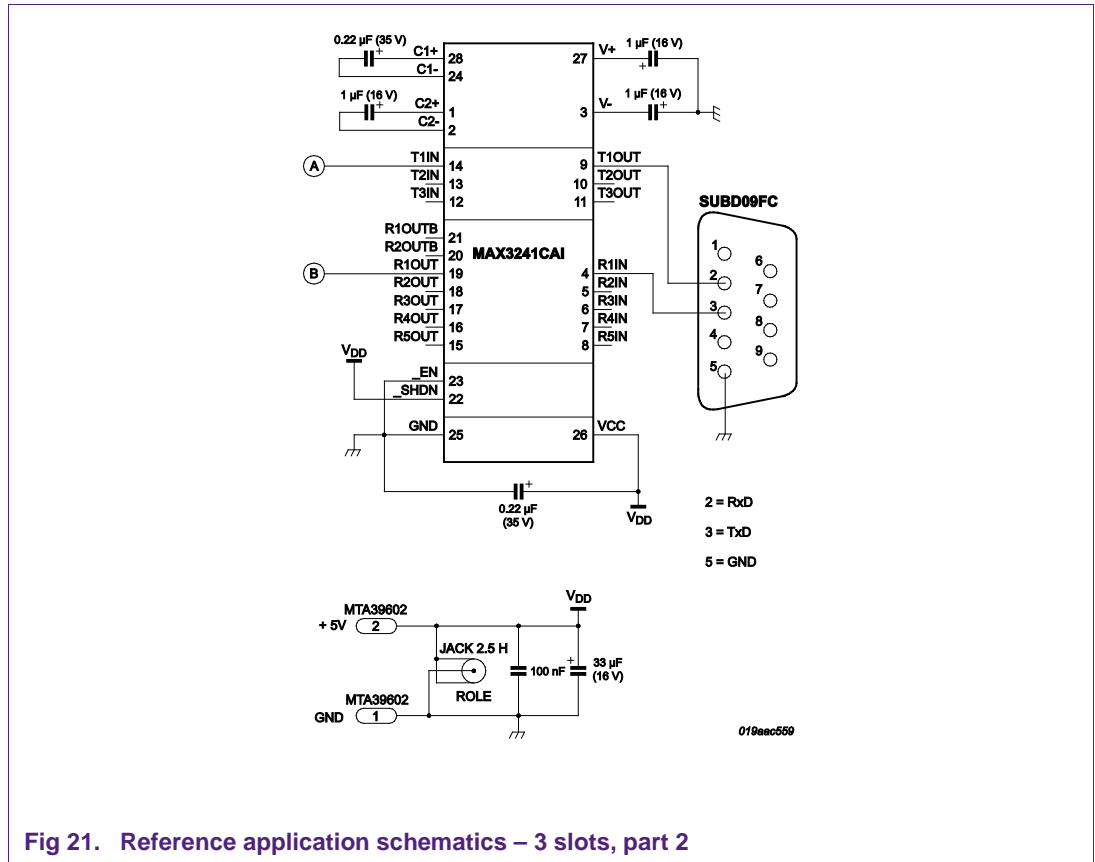 0.22 µF (35 V)
+
C1+
28
C1-
24
1 µF (16 V)
+
C2+
1
C2-
2
V+
27
1 µF (16 V)
+
V-
3
1 µF (16 V)
+
A
T1IN
14
T2IN
13
T3IN
12
T1OUT
9
T2OUT
10
T3OUT
11
R1OUTB
21
R2OUTB
20
R1OUT
19
R2OUT
18
R3OUT
17
R4OUT
16
R5OUT
15
B
MAX3241CAI
R1IN
4
R2IN
5
R3IN
6
R4IN
7
R5IN
8
SUBD09FC
1
2
3
4
5
6
7
8
9
VDD
_EN
23
_SHDN
22
GND
25
VCC
26
+
0.22 µF
(35 V)
VDD
2 = RxD
3 = TxD
5 = GND
VDD
MTA39602
+ 5V
2
JACK 2.5 H
ROLE
100 nF
+
33 µF
(16 V)
MTA39602
GND
1
019aac559
Fig 21. Reference application schematics – 3 slots, part 2